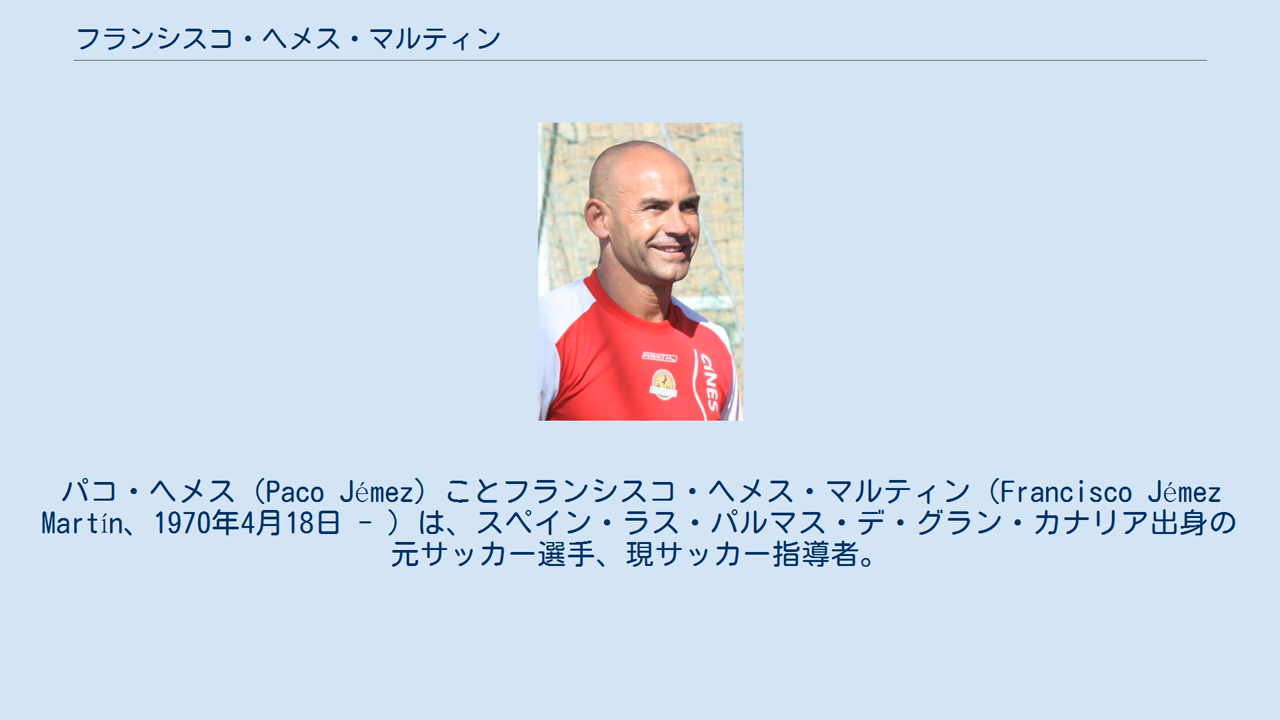 フランシスコ・ヘメス・マルティン
CINES
パコ・ヘメス（Paco Jémez）ことフランシスコ・ヘメス・マルティン（Francisco Jémez
Martín、1970年4月18日 - ）は、スペイン・ラス・パルマス・デ・グラン・カナリア出身の
元サッカー選手、現サッカー指導者。